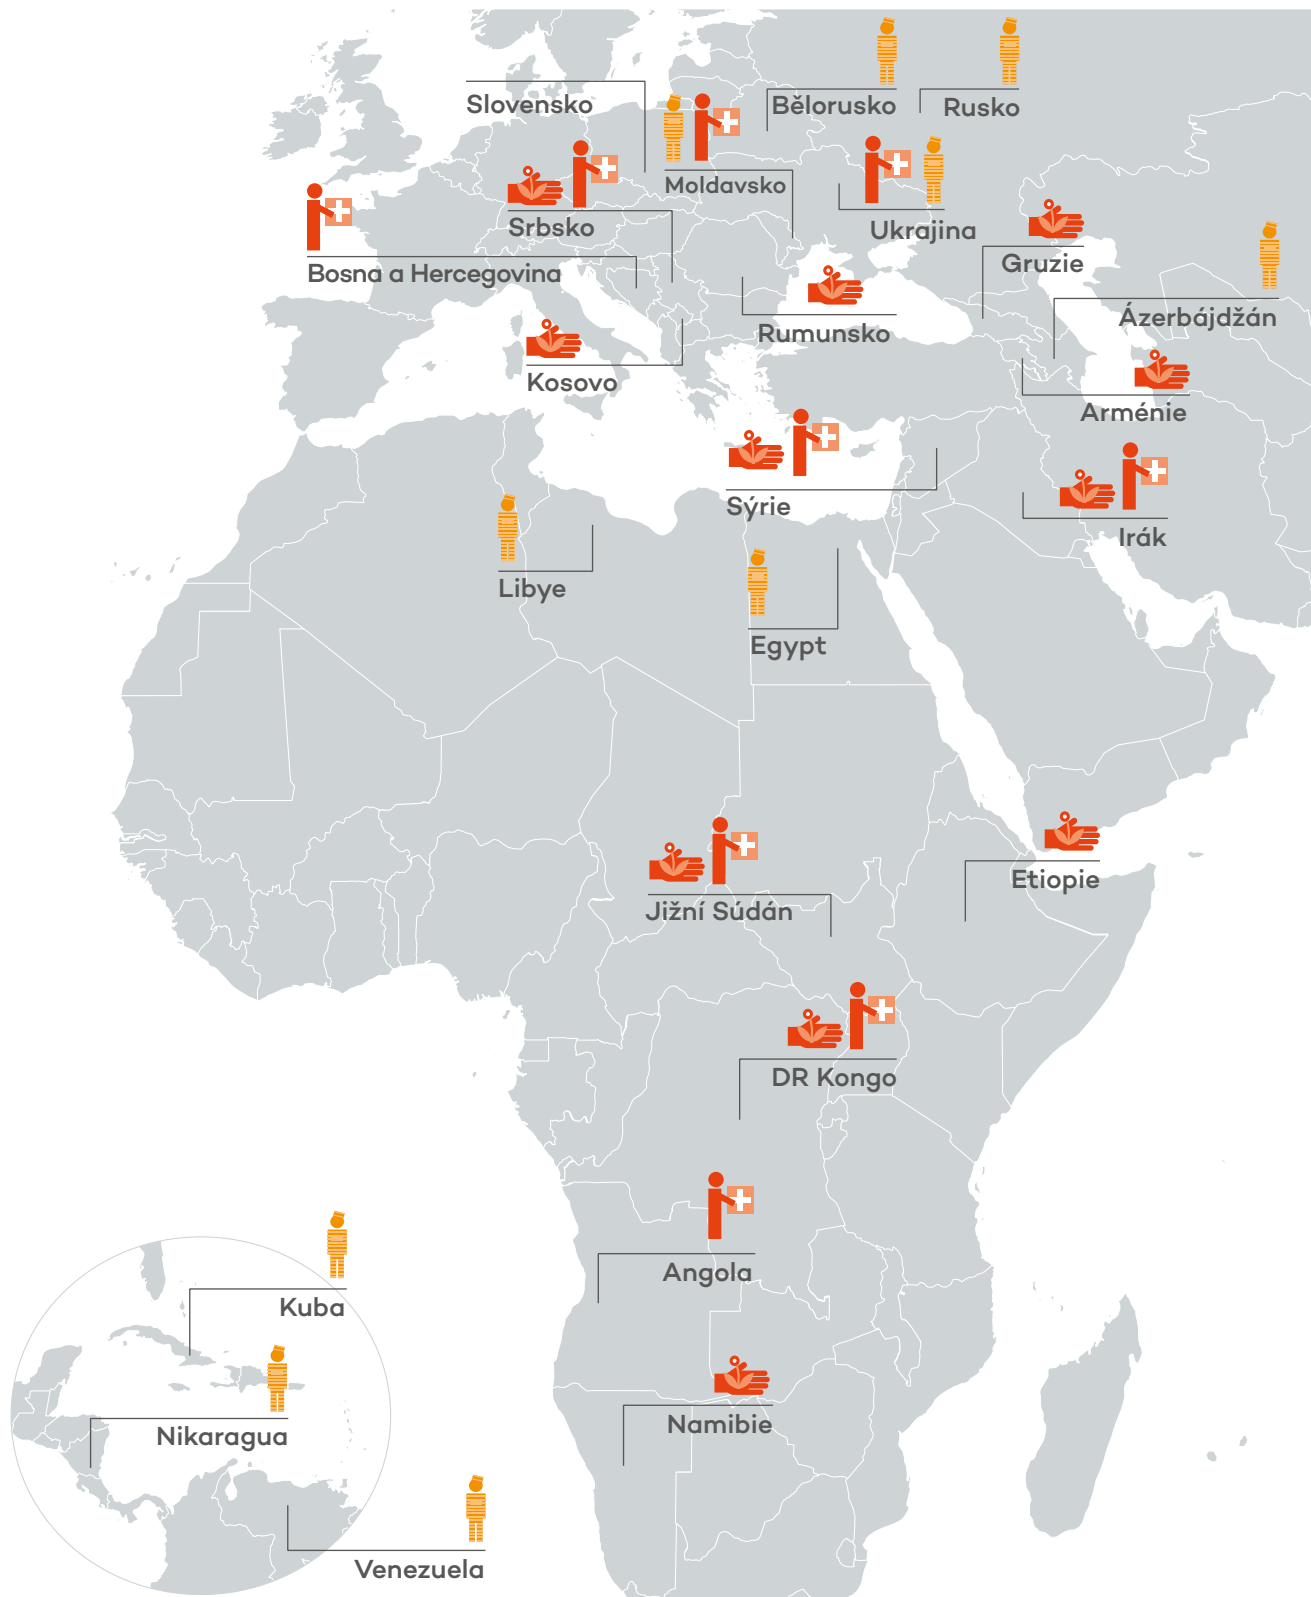 Slovensko
Bělorusko
Rusko
Moldavsko
Srbsko
Ukrajina
Gruzie
Bosna a Hercegovina
Ázerbájdžán
Rumunsko
Kosovo
Arménie
Sýrie
Irák
Libye
Egypt
Etiopie
Jižní Súdán
DR Kongo
Angola
Kuba
Namibie
Nikaragua
Venezuela